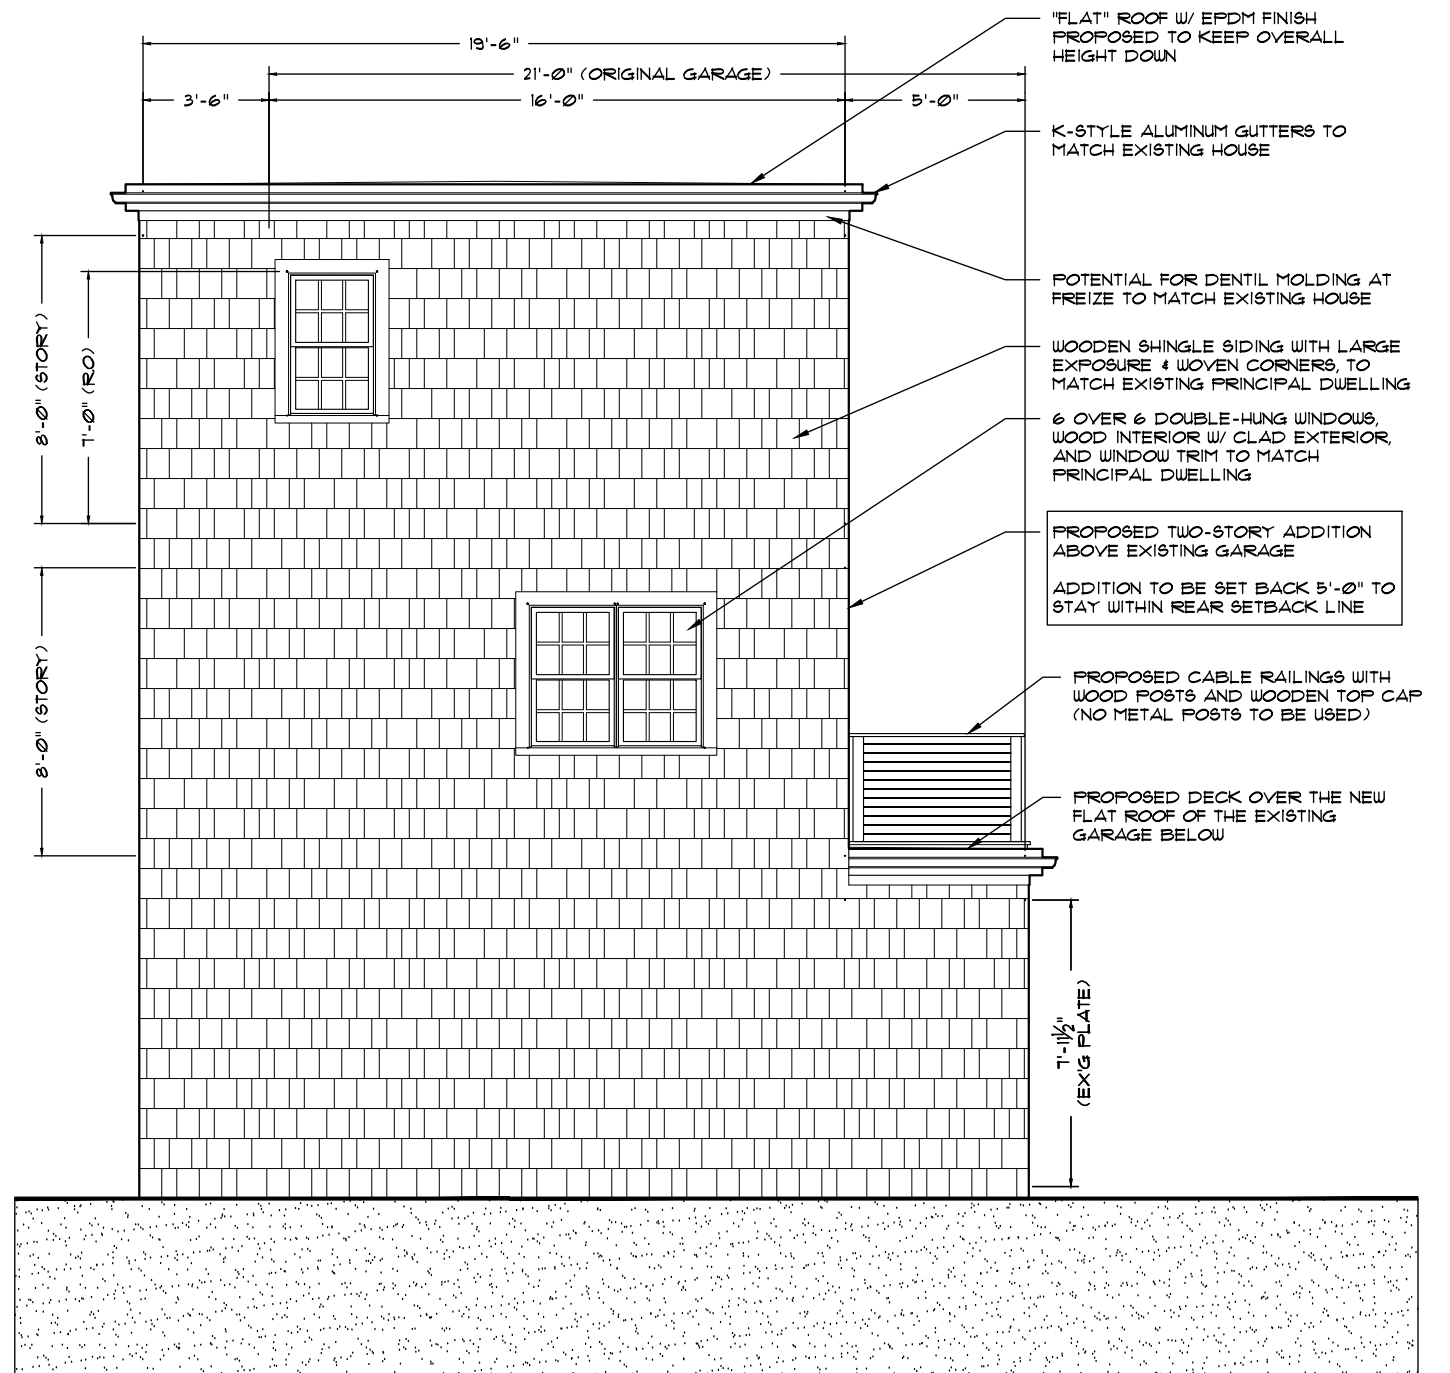 19'-6"
21'-0" (ORIGINAL GARAGE)
3'-6"
16'-0"
5'-0"
"FLAT" ROOF W/ EPDM FINISH
PROPOSED TO KEEP OVERALL
HEIGHT DOWN
K-STYLE ALUMINUM GUTTERS TO
MATCH EXISTING HOUSE
POTENTIAL FOR DENTIL MOLDING AT
FREIZE TO MATCH EXISTING HOUSE
WOODEN SHINGLE SIDING WITH LARGE
EXPOSURE & WOVEN CORNERS, TO
MATCH EXISTING PRINCIPAL DWELLING
6 OVER 6 DOUBLE-HUNG WINDOWS,
WOOD INTERIOR W/ CLAD EXTERIOR,
AND WINDOW TRIM TO MATCH
PRINCIPAL DWELLING
PROPOSED TWO-STORY ADDITION
ABOVE EXISTING GARAGE
ADDITION TO BE SET BACK 5'-0" TO
STAY WITHIN REAR SETBACK LINE
PROPOSED CABLE RAILINGS WITH
WOOD POSTS AND WOODEN TOP CAP
(NO METAL POSTS TO BE USED)
PROPOSED DECK OVER THE NEW
FLAT ROOF OF THE EXISTING
GARAGE BELOW
8'-0" (STORY)
7'-0" (R.O)
8'-0" (STORY)
7'-11½"
(EX'G PLATE)